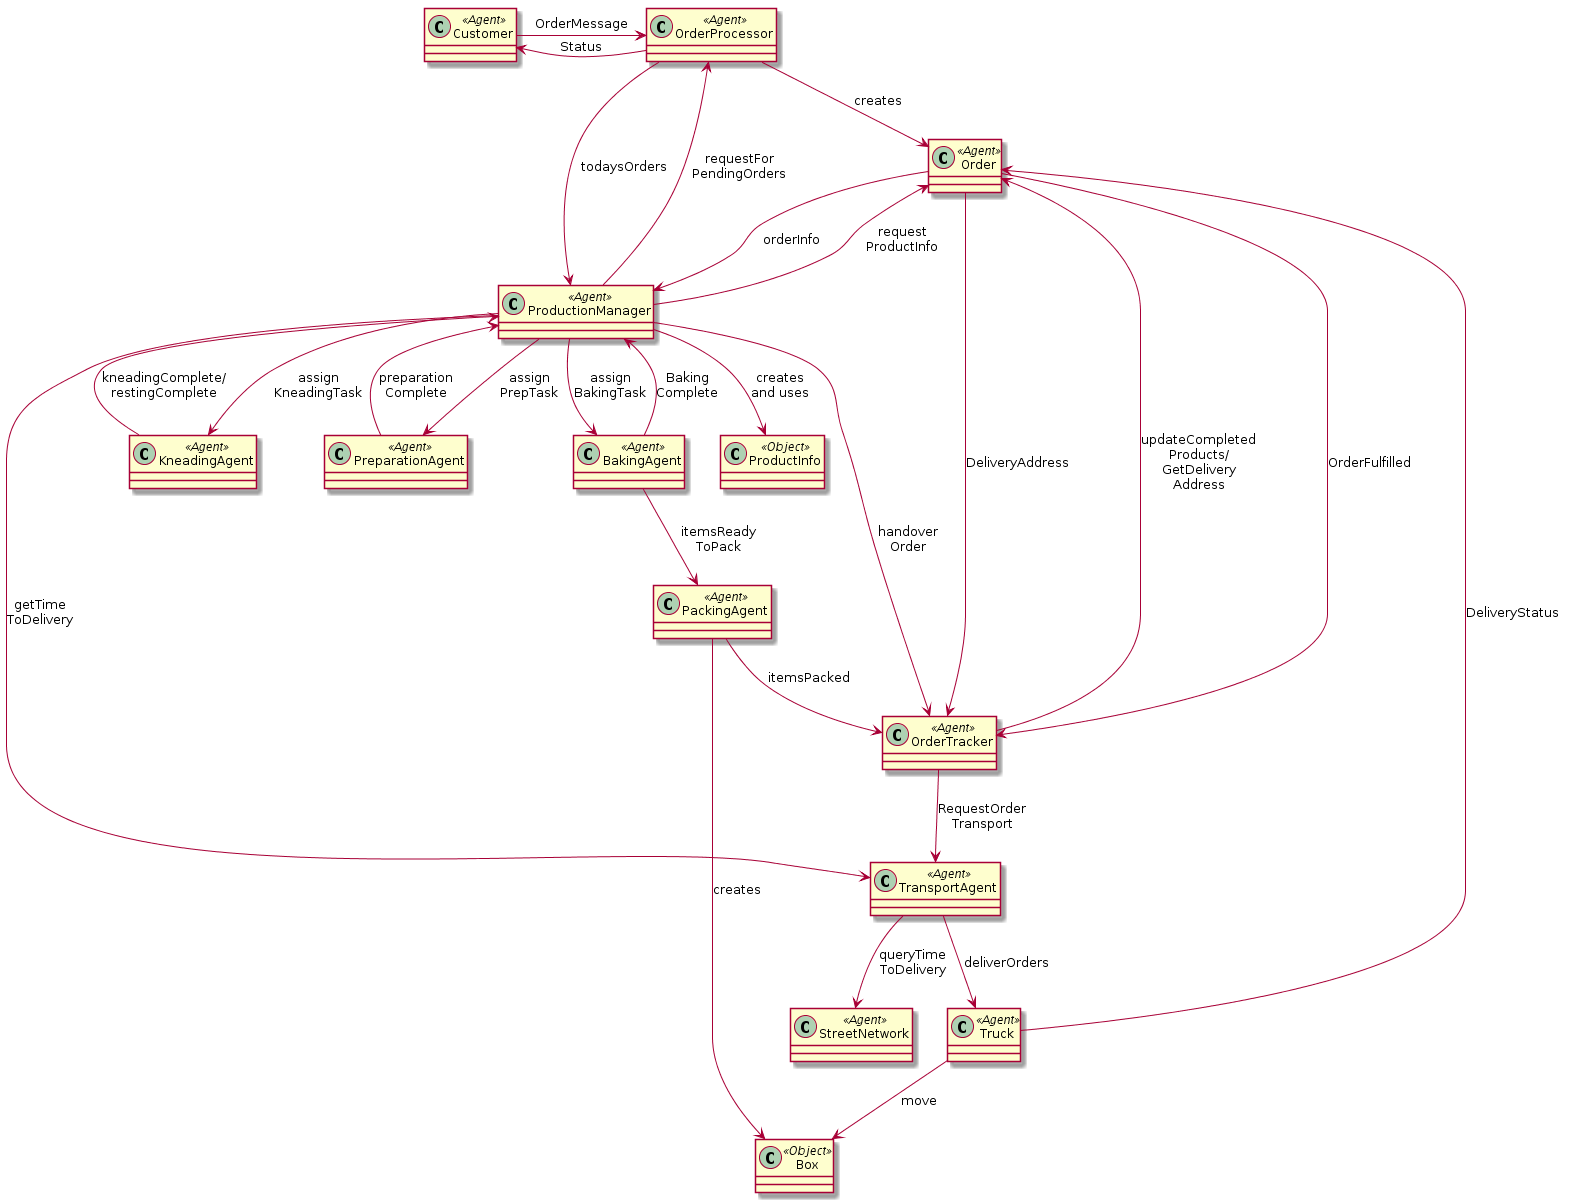 «Agent»
C Customer
OrderMessage
Status
«Agent»
C OrderProcessor
creates
todaysOrders
requestFor
PendingOrders
«Agent»
C Order
orderInfo
request
ProductInfo
«Agent»
C ProductionManager
kneadingComplete/
restingComplete
assign
KneadingTask
preparation
Complete
assign
PrepTask
assign
BakingTask
Baking
Complete
creates
and uses
«Agent»
C KneadingAgent
«Agent»
C PreparationAgent
«Agent»
C BakingAgent
«Object»
C ProductInfo
DeliveryAddress
updateCompleted
Products/
GetDelivery
Address
OrderFulfilled
itemsReady
ToPack
handover
Order
getTime
ToDelivery
«Agent»
C PackingAgent
DeliveryStatus
itemsPacked
«Agent»
C OrderTracker
RequestOrder
Transport
creates
«Agent»
C TransportAgent
queryTime
ToDelivery
deliverOrders
«Agent»
C StreetNetwork
«Agent»
C Truck
move
«Object»
C Box